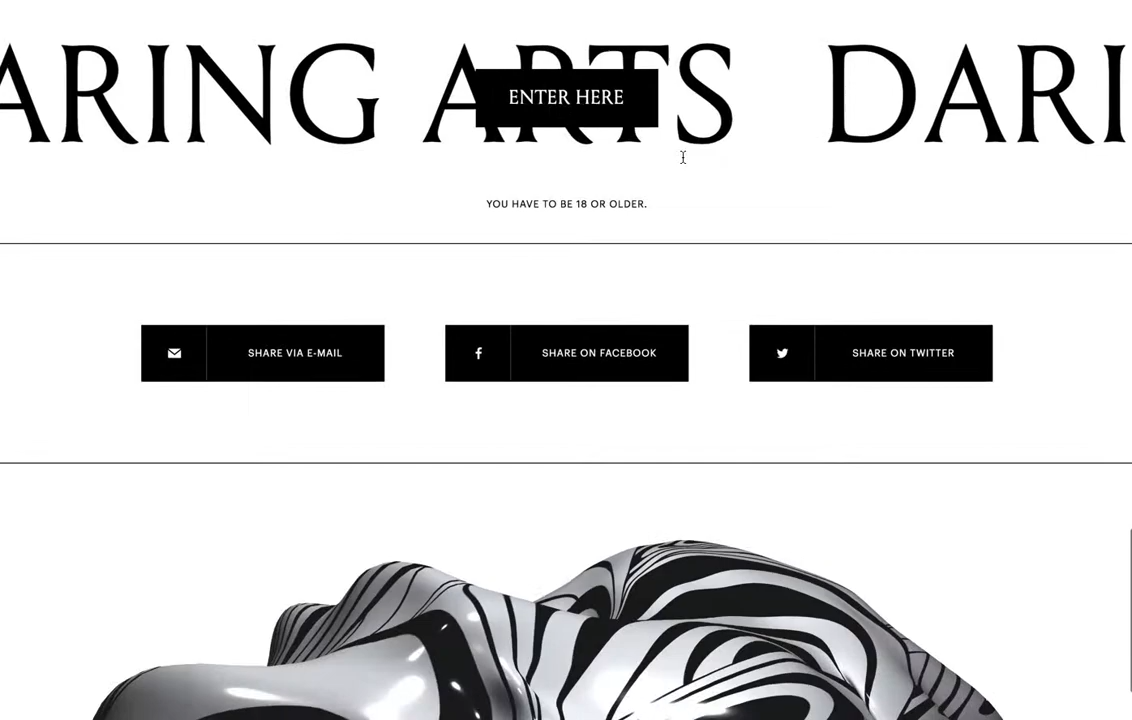 ARING ARTS DARI
ENTER HERE
YOU HAVE TO BE 18 OR OLDER.
SHARE VIA E-MAIL
SHARE ON FACEBOOK
SHARE ON TWITTER